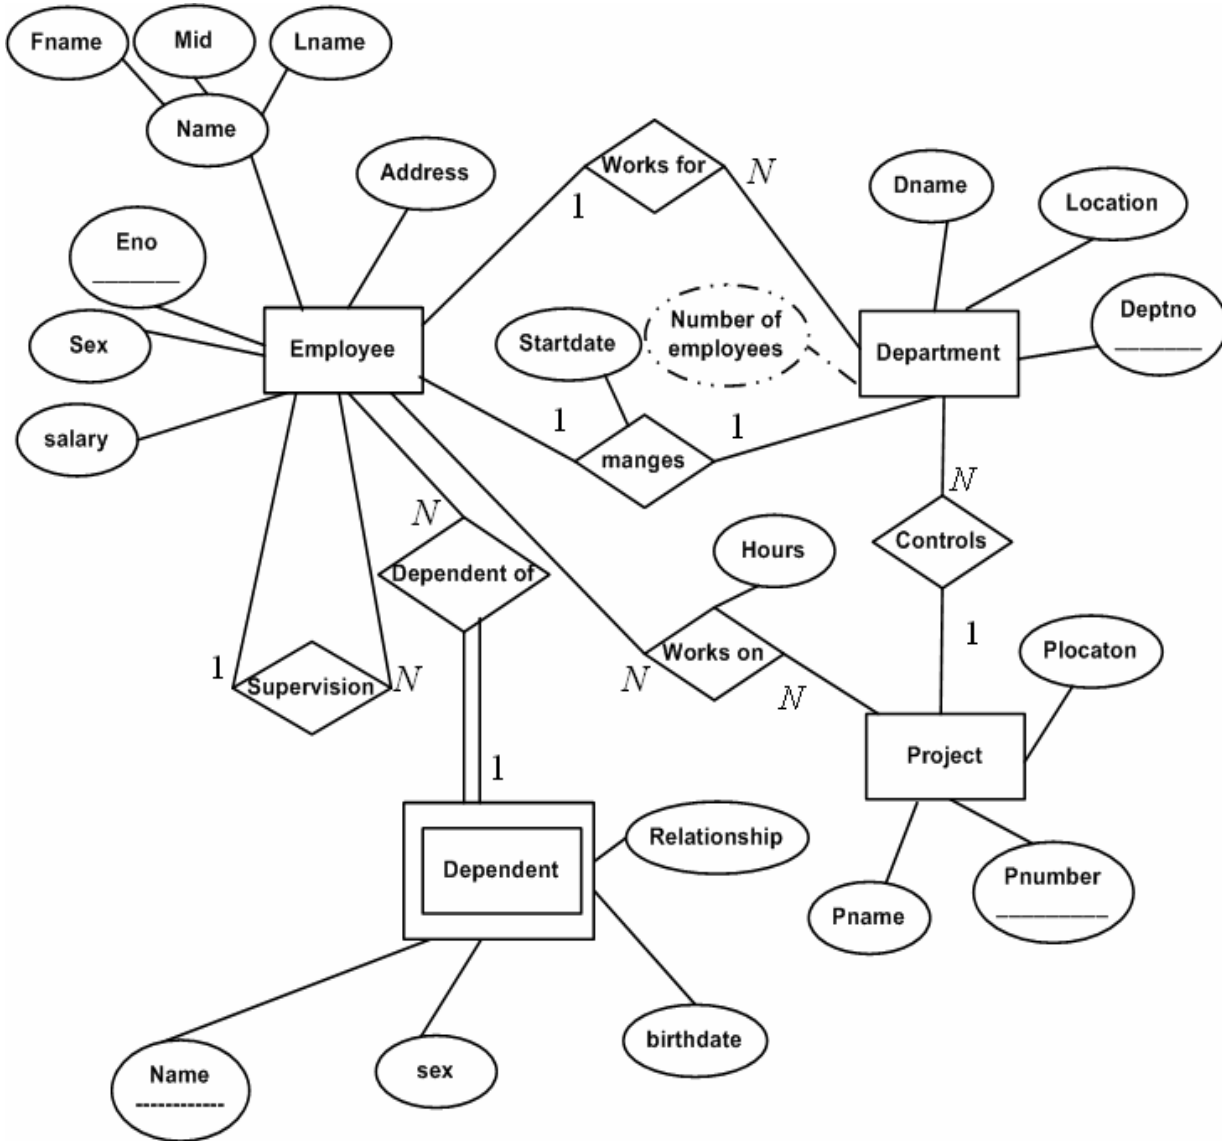 Fname
Mid
Lname
Name
Address
Works for
N
1
Dname
Location
Eno
Deptno
Number of
employees
Startdate
Sex
Employee
Department
salary
1
1
manges
N
N
Controls
Hours
Dependent of
1
Works on
N
N
Plocaton
1
Supervision
N
Project
1
Relationship
Dependent
Pnumber
Pname
birthdate
Name
sex